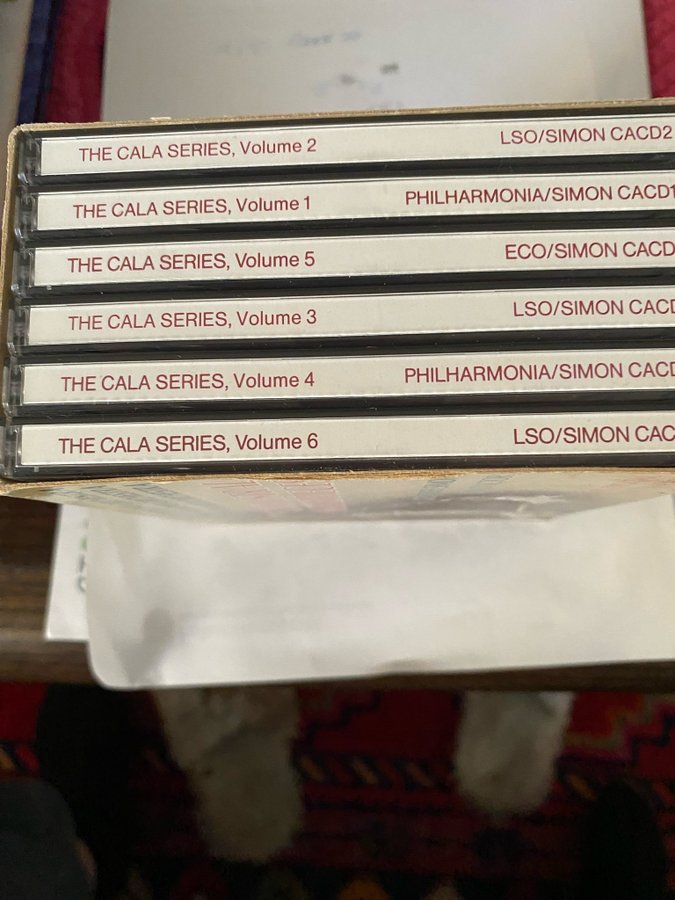 THE CALA SERIES, Volume 2 LSO/SIMON CACD2
THE CALA SERIES, Volume 1 PHILHARMONIA/SIMON CACD1
THE CALA SERIES, Volume 5 ECO/SIMON CACD
THE CALA SERIES, Volume 3 LSO/SIMON CACD
THE CALA SERIES, Volume 4 PHILHARMONIA/SIMON CACD
THE CALA SERIES, Volume 6 LSO/SIMON CAC